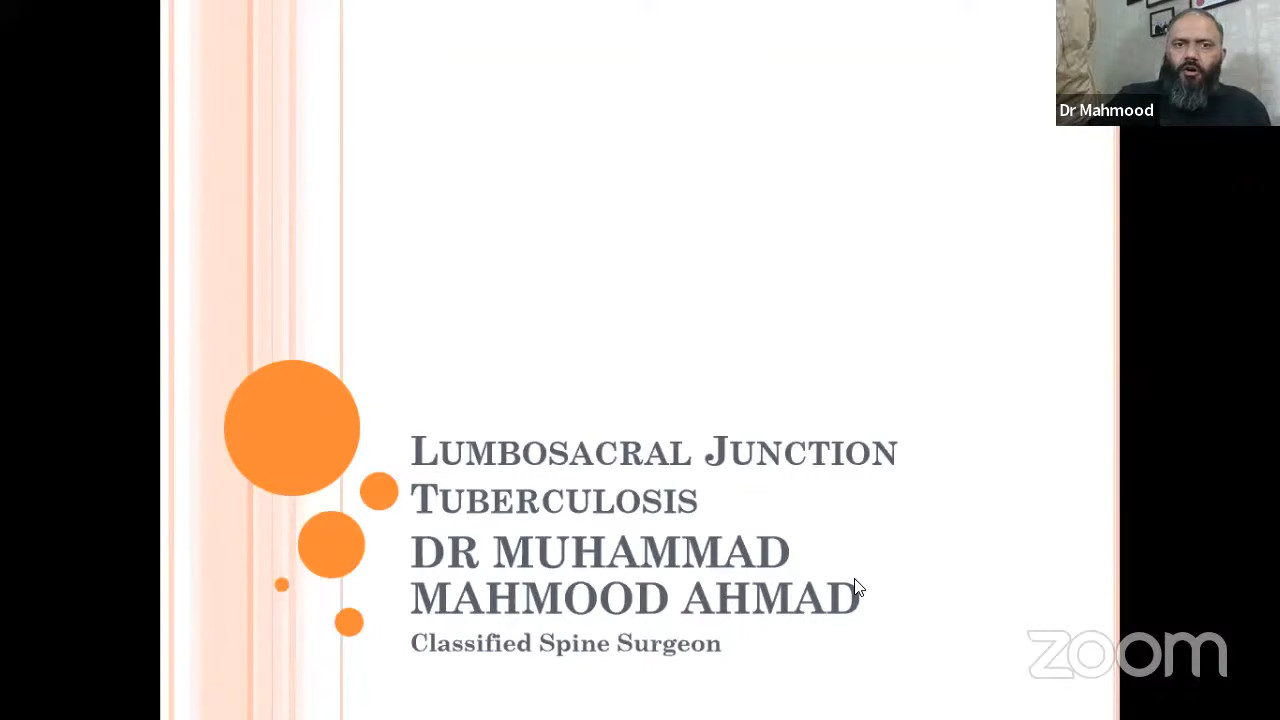 Dr Mahmood
LUMBOSACRAL JUNCTION
TUBERCULOSIS
DR MUHAMMAD
MAHMOOD AHMAD
Classified Spine Surgeon
zoom